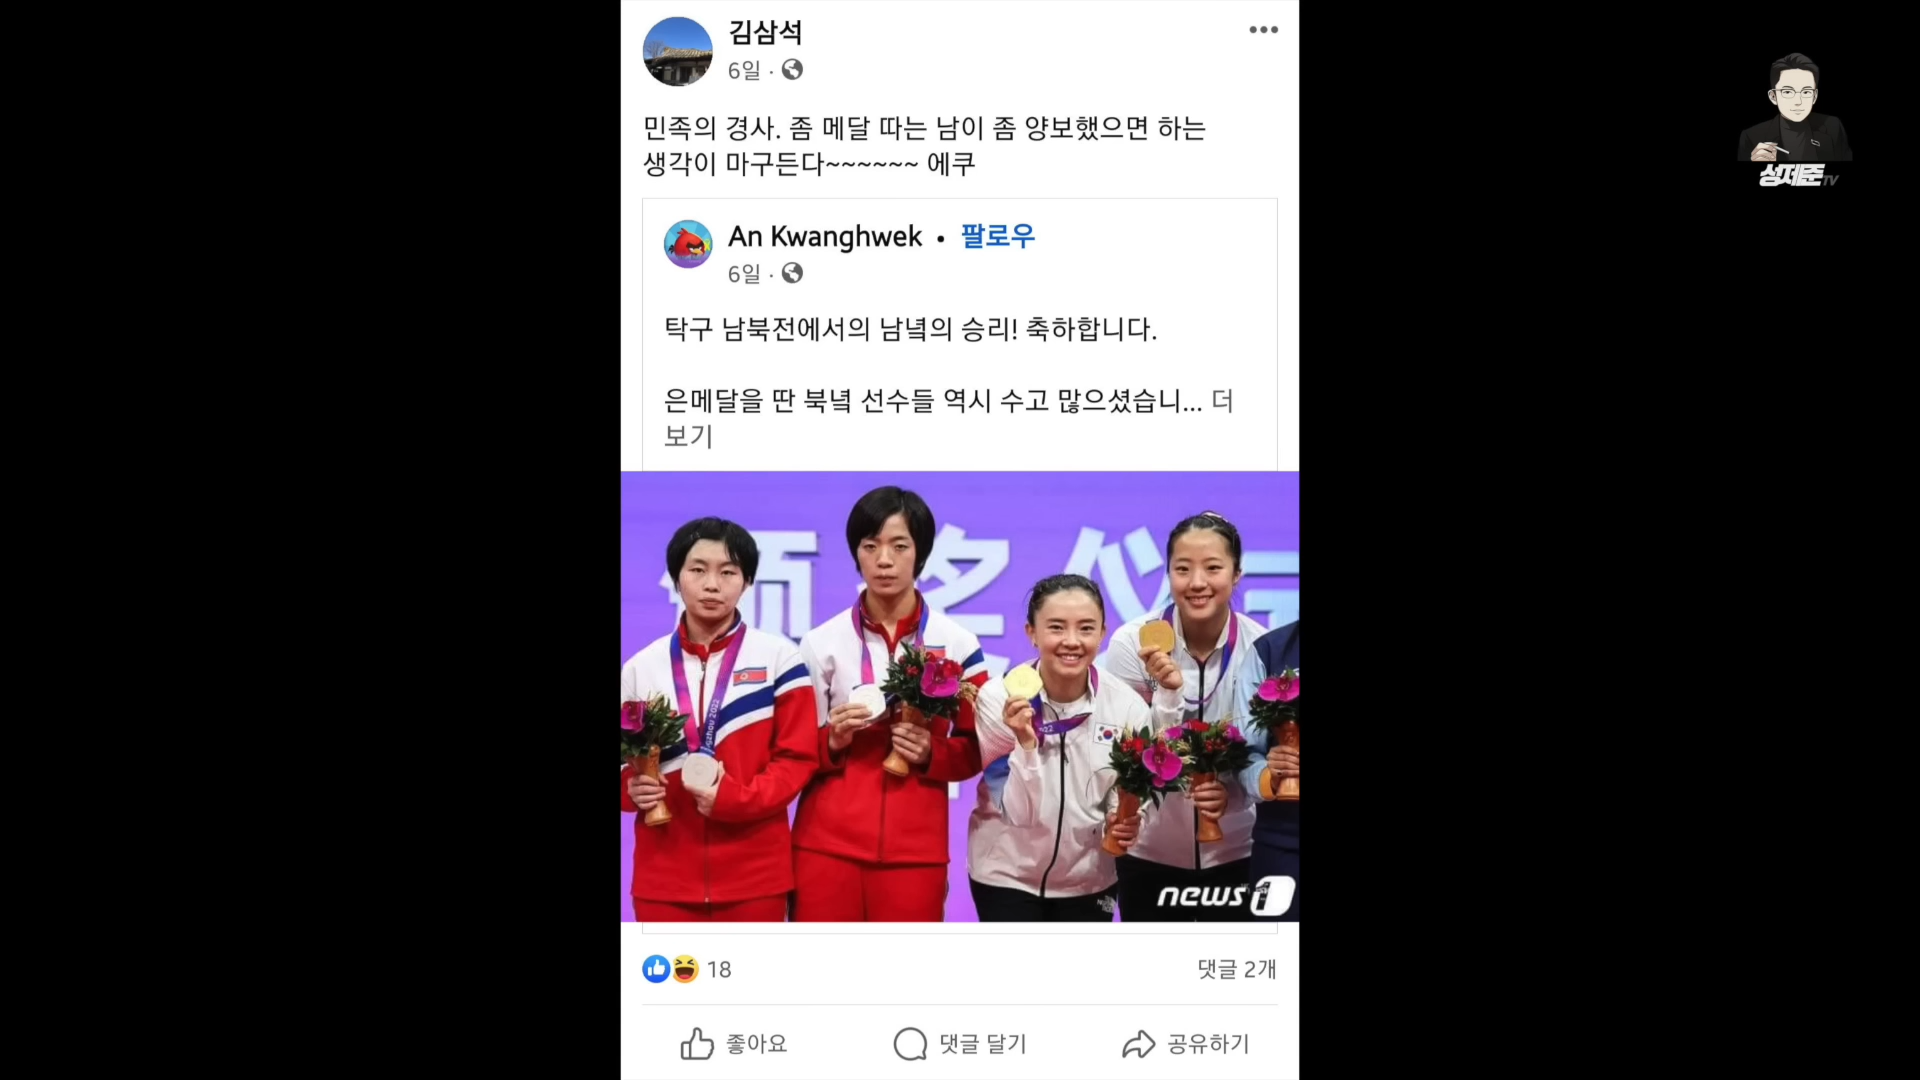 김삼석
6일 ·
민족의 경사. 좀 메달 따는 남이 좀 양보했으면 하는
생각이 마구든다~~~~~~ 에쿠
An Kwanghwek • 팔로우
6일 ·
탁구 남북전에서의 남녘의 승리! 축하합니다.
은메달을 딴 북녘 선수들 역시 수고 많으셨습니... 더
보기
颁奖仪式
news1
18
댓글 2개
좋아요
댓글 달기
공유하기
성제준TV